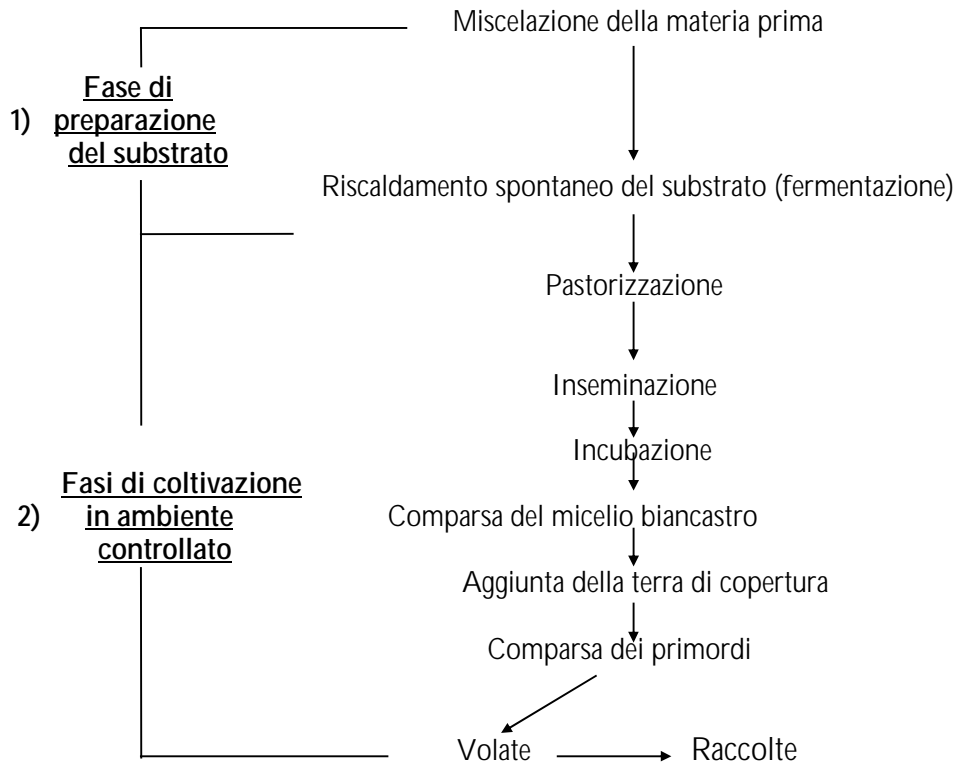 Miscelazione della materia prima
Fase di
1) preparazione
del substrato
Riscaldamento spontaneo del substrato (fermentazione)
Pastorizzazione
Inseminazione
Incubazione
Fasi di coltivazione
2) in ambiente
controllato
Comparsa del micelio biancastro
Aggiunta della terra di copertura
Comparsa dei primordi
Volate
Raccolte